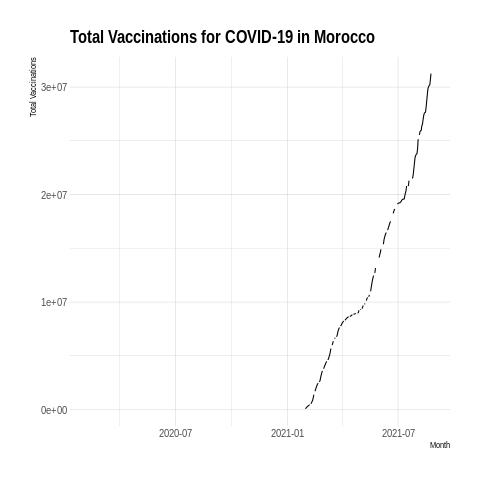 Total Vaccinations for COVID-19 in Morocco
Total Vaccinations
3e+07
2e+07
1e+07
0e+00
2020-07 2021-01 2021-07
Month